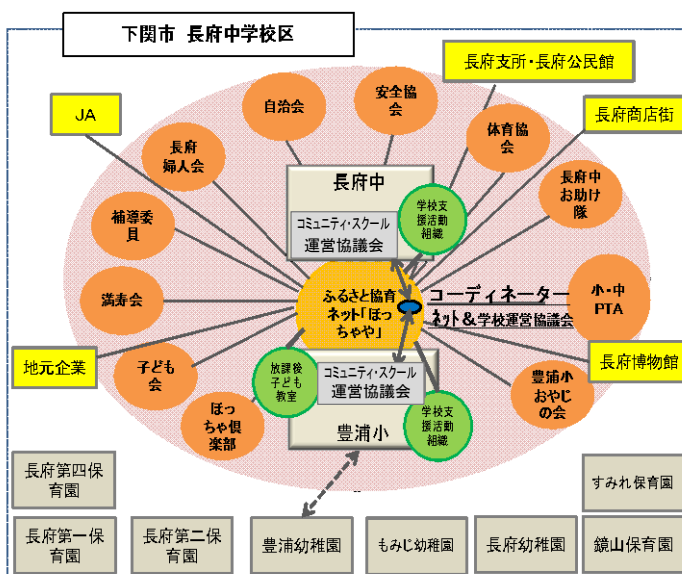 下関市 長府中学校区
長府支所・長府公民館
JA
自治会
安全協
会
長府商店街
長府
婦人会
体育協
会
長府中
長府中
お助け
隊
補導委
員
学校支
援活動
組織
コミュニティ・スクール
運営協議会
満寿会
ふるさと協育
ネット「ほっ
ちゃや」
コーディネーター
ネット&学校運営協議会
小・中
PTA
地元企業
子ども
会
放課後
子ども
教室
コミュニティ・スクール
運営協議会
長府博物館
豊浦小
おやじ
の会
ほっ
ちゃ倶
楽部
豊浦小
学校支
援活動
組織
長府第四保
育園
すみれ保育園
長府第一保
育園
長府第二保
育園
豊浦幼稚園
もみじ幼稚園
長府幼稚園
鏡山保育園